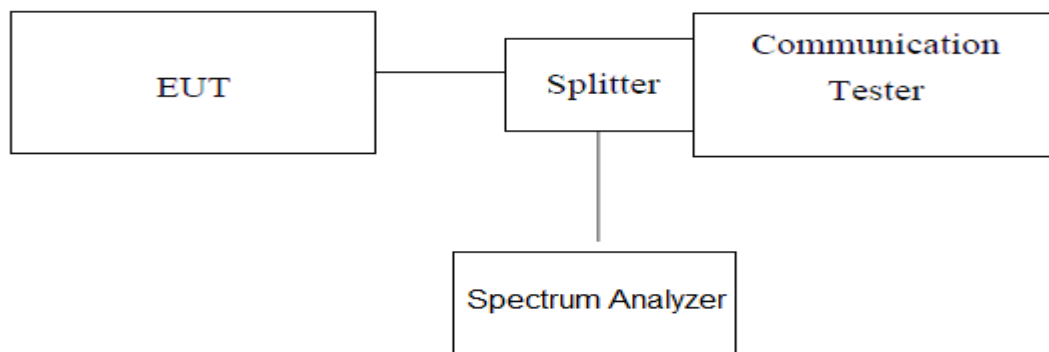 EUT
Splitter
Communication
Tester
Spectrum Analyzer